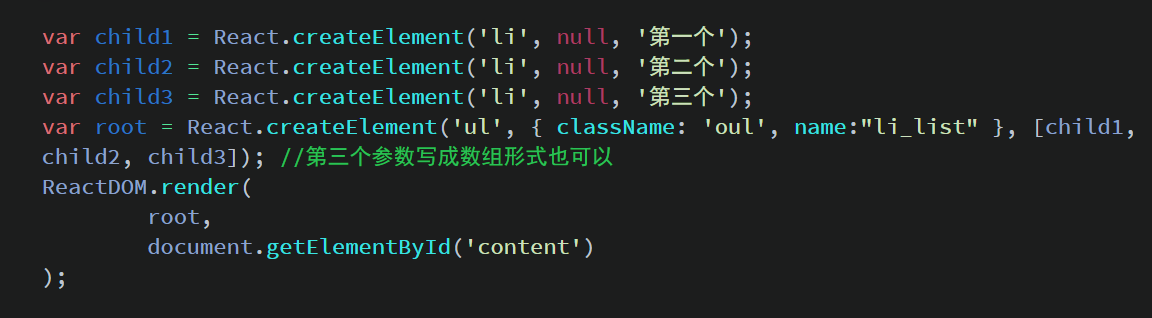 var child1 = React.createElement('li', null, '第一个');
var child2 = React.createElement('li', null, '第二个');
var child3 = React.createElement('li', null, '第三个');
var root = React.createElement('ul', { className: 'oul', name:"li_list" }, [child1,
child2, child3]); //第三个参数写成数组形式也可以
ReactDOM.render(
        root,
        document.getElementById('content')
);